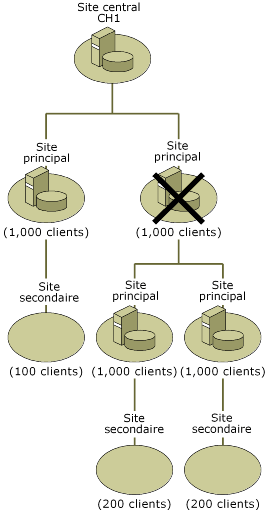 Site central
CH1
Site
principal
Site
principal
(1,000 clients)
(1,000 clients)
Site
secondaire
Site
principal
Site
principal
(100 clients)
(1,000 clients)
(1,000 clients)
Site
secondaire
Site
secondaire
(200 clients)
(200 clients)